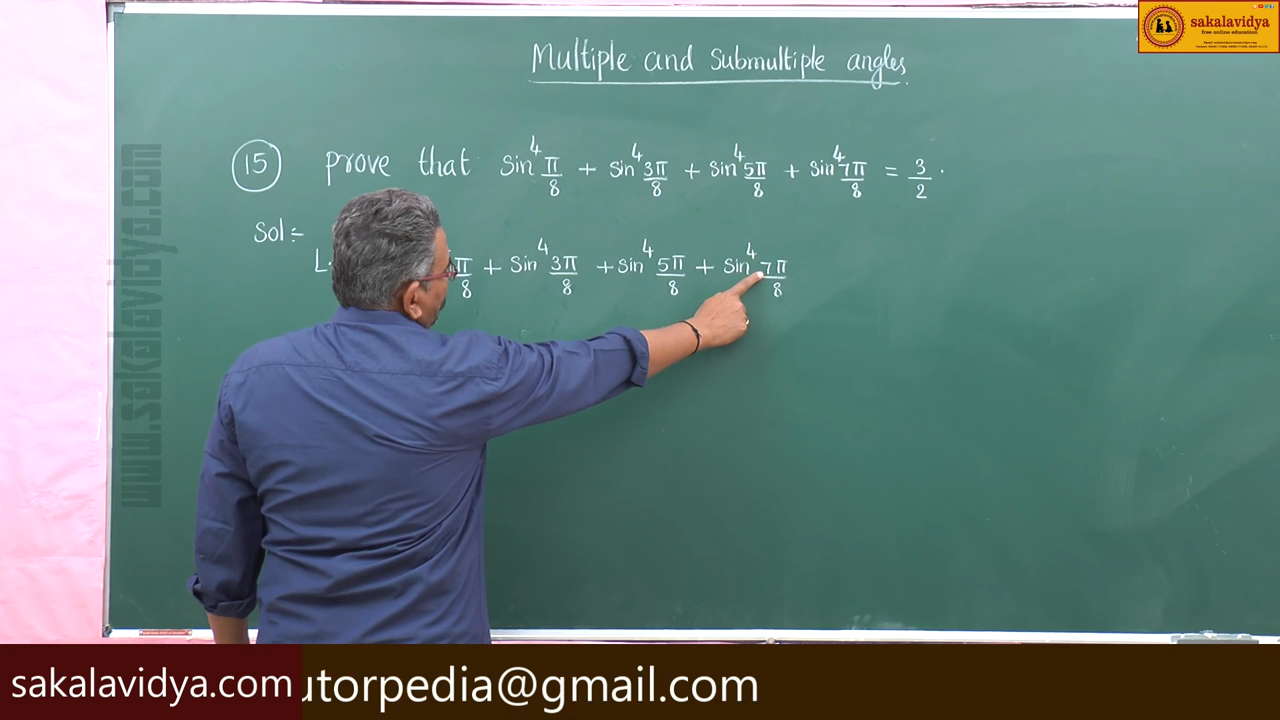 sakalavidya
free online education
Multiple and Submultiple angles.
15 prove that Sin⁴ π/8 + Sin⁴ 3π/8 + Sin⁴ 5π/8 + Sin⁴ 7π/8 = 3/2 .
Sol :-
L. π/8 + Sin⁴ 3π/8 + Sin⁴ 5π/8 + Sin⁴ 7π/8
www.sakalavidya.com
sakalavidya.com utorpedia@gmail.com